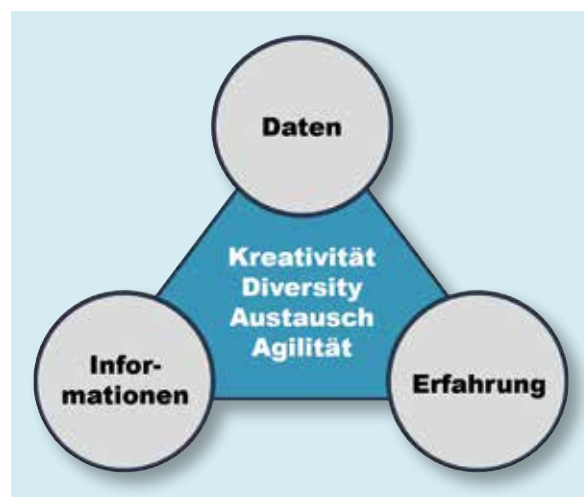 Daten
Kreativität
Diversity
Austausch
Agilität
Infor-
mationen
Erfahrung